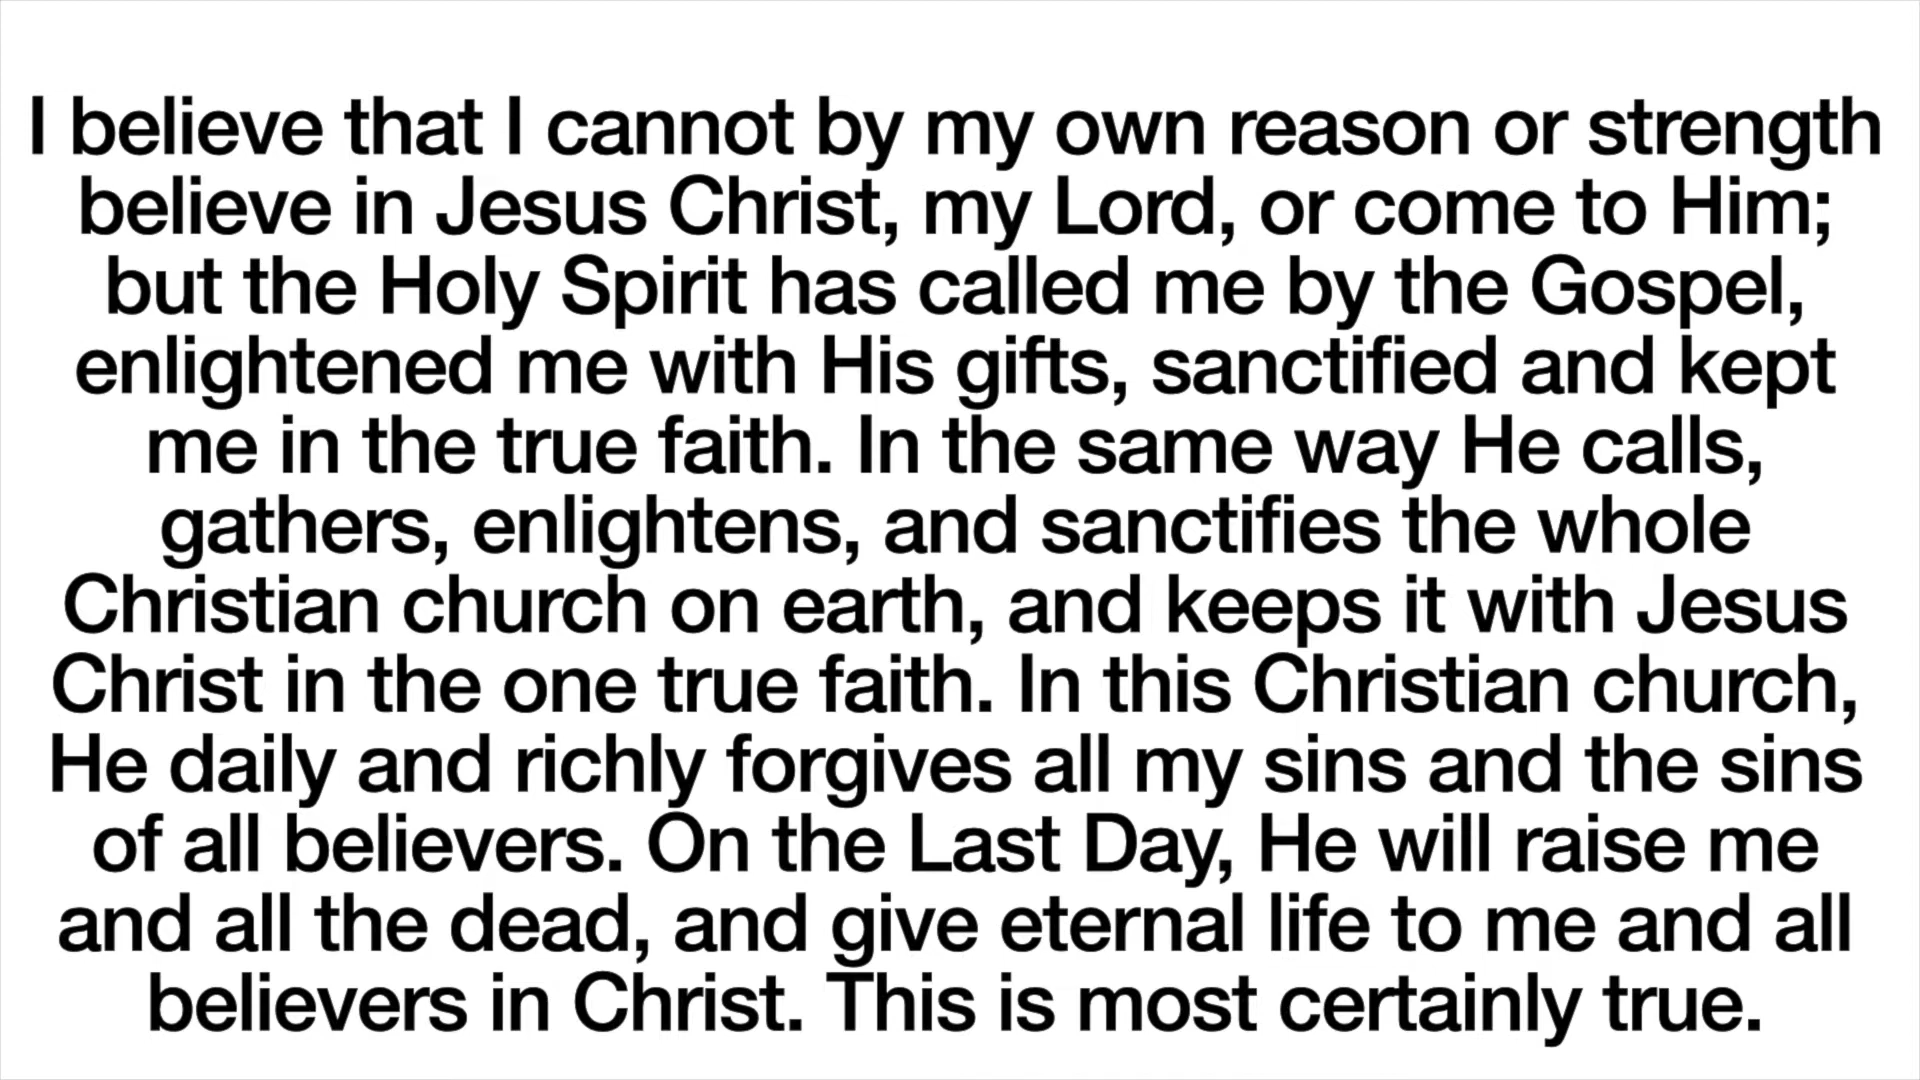 I believe that I cannot by my own reason or strength
believe in Jesus Christ, my Lord, or come to Him;
but the Holy Spirit has called me by the Gospel,
enlightened me with His gifts, sanctified and kept
me in the true faith. In the same way He calls,
gathers, enlightens, and sanctifies the whole
Christian church on earth, and keeps it with Jesus
Christ in the one true faith. In this Christian church,
He daily and richly forgives all my sins and the sins
of all believers. On the Last Day, He will raise me
and all the dead, and give eternal life to me and all
believers in Christ. This is most certainly true.